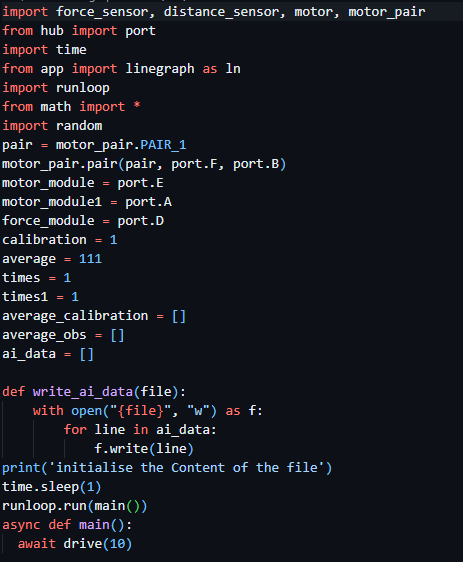 import force_sensor, distance_sensor, motor, motor_pair
from hub import port
import time
from app import linegraph as ln
import runloop
from math import *
import random
pair = motor_pair.PAIR_1
motor_pair.pair(pair, port.F, port.B)
motor_module = port.E
motor_module1 = port.A
force_module = port.D
calibration = 1
average = 111
times = 1
times1 = 1
average_calibration = []
average_obs = []
ai_data = []

def write_ai_data(file):
    with open("{file}", "w") as f:
        for line in ai_data:
            f.write(line)
print('initialise the Content of the file')
time.sleep(1)
runloop.run(main())
async def main():
  await drive(10)